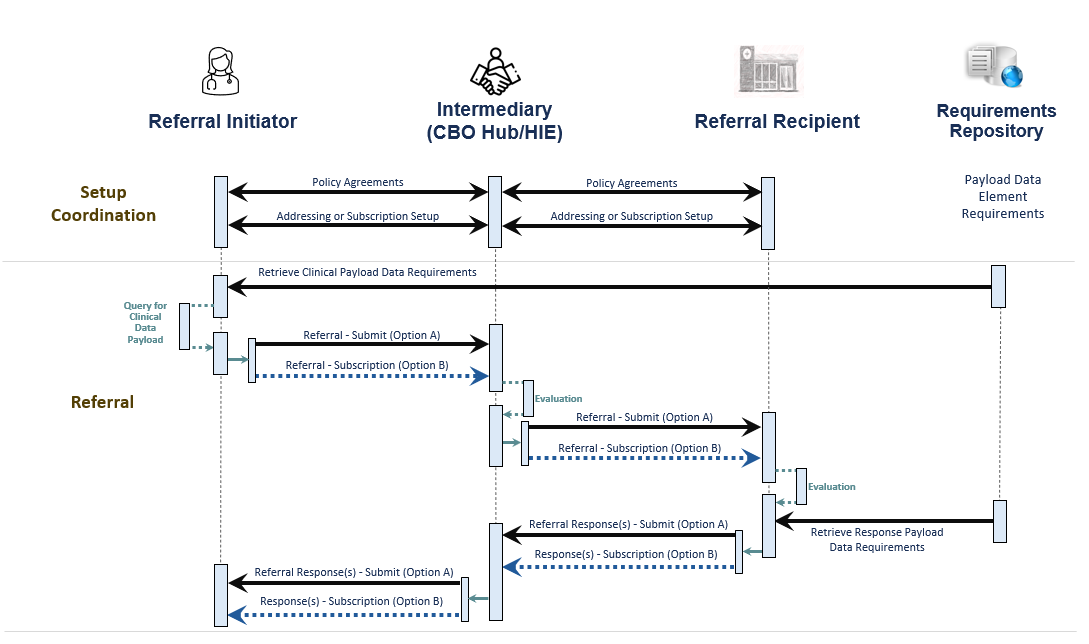 Referral Initiator
Intermediary
(CBO Hub/HIE)
Referral Recipient
Requirements
Repository
Setup
Coordination
Policy Agreements
Policy Agreements
Payload Data
Element
Requirements
Addressing or Subscription Setup
Addressing or Subscription Setup
Retrieve Clinical Payload Data Requirements
Query for
Clinical
Data
Payload
Referral - Submit (Option A)
Referral - Subscription (Option B)
Referral
Evaluation
Referral - Submit (Option A)
Referral - Subscription (Option B)
Evaluation
Referral Response(s) - Submit (Option A)
Retrieve Response Payload
Data Requirements
Response(s) - Subscription (Option B)
Referral Response(s) - Submit (Option A)
Response(s) - Subscription (Option B)